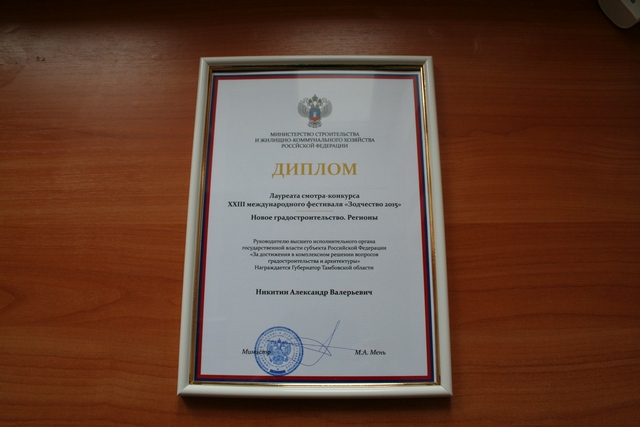 МИНИСТЕРСТВО СТРОИТЕЛЬСТВА
И ЖИЛИЩНО-КОММУНАЛЬНОГО ХОЗЯЙСТВА
РОССИЙСКОЙ ФЕДЕРАЦИИ
ДИПЛОМ
Лауреата смотра-конкурса
XXIII международного фестиваля «Зодчество 2015»
Новое градостроительство. Регионы
Руководителю высшего исполнительного органа
государственной власти субъекта Российской Федерации
«За достижения в комплексном решении вопросов
градостроительства и архитектуры»
Награждается Губернатор Тамбовской области
Никитин Александр Валерьевич
Министр М.А. Мень